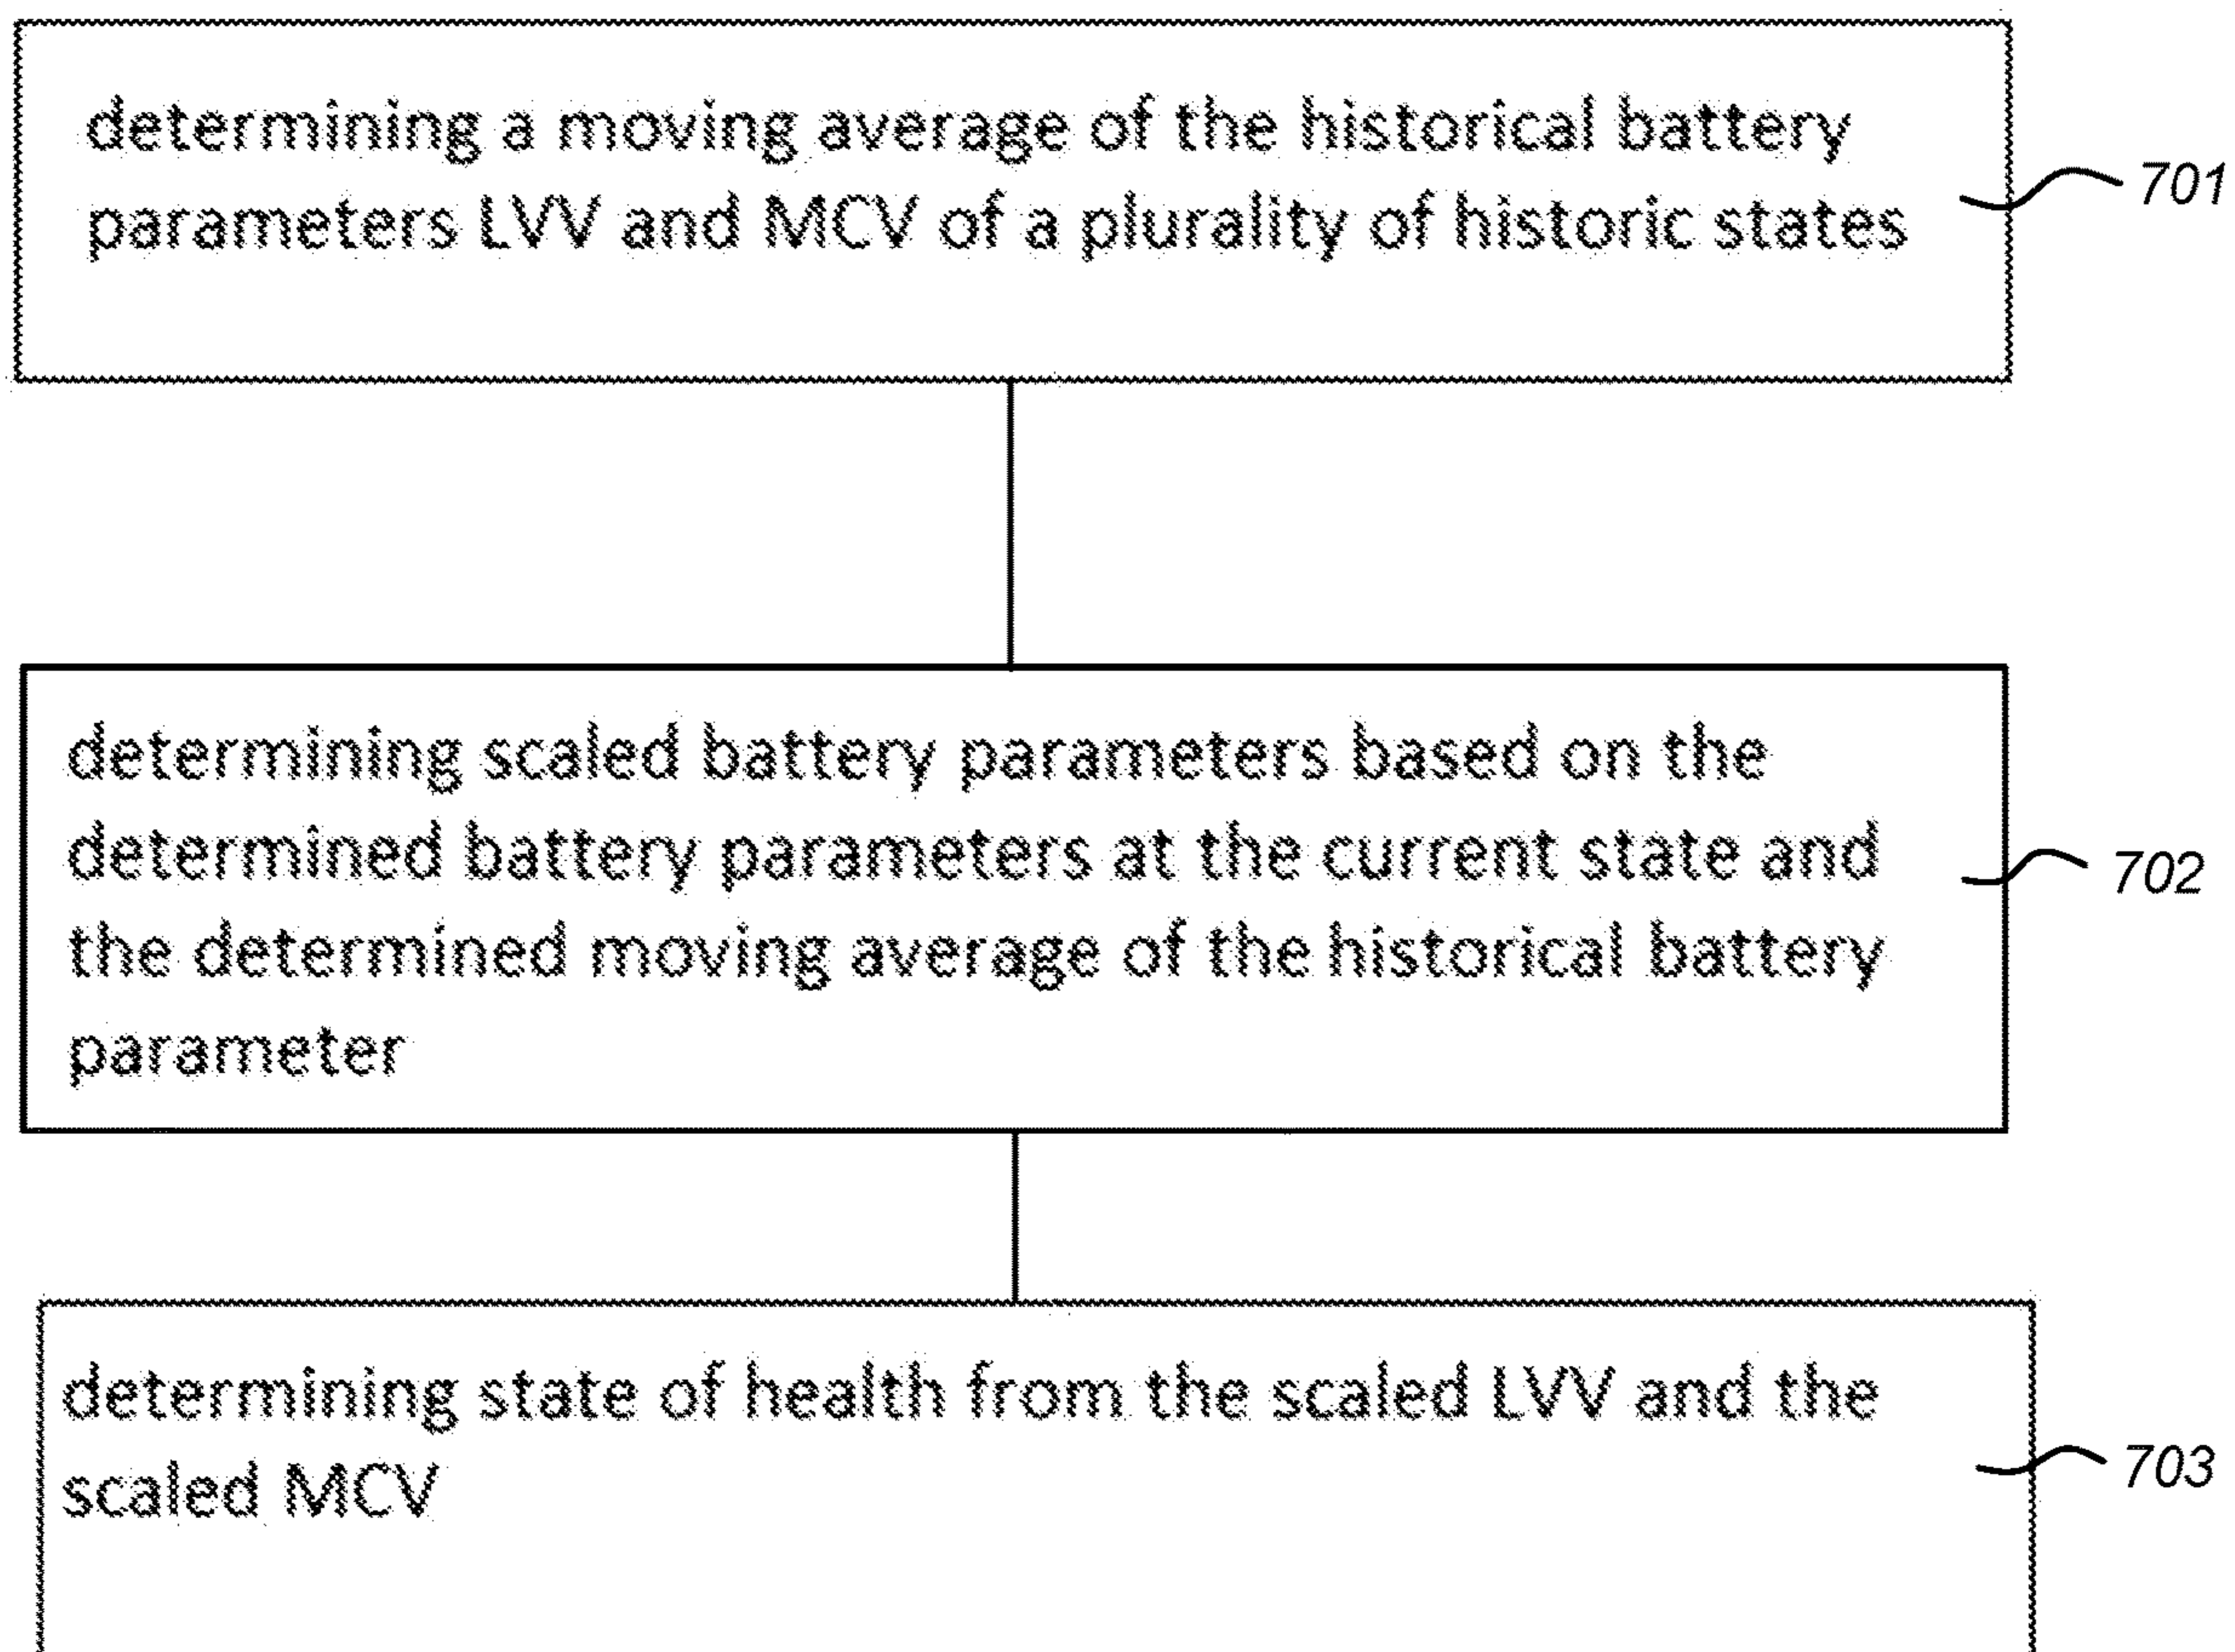 determining a moving average of the historical battery
parameters LVV and MCV of a plurality of historic states
701
determining scaled battery parameters based on the
determined battery parameters at the current state and
the determined moving average of the historical battery
parameter
702
determining state of health from the scaled LVV and the
scaled MCV
703